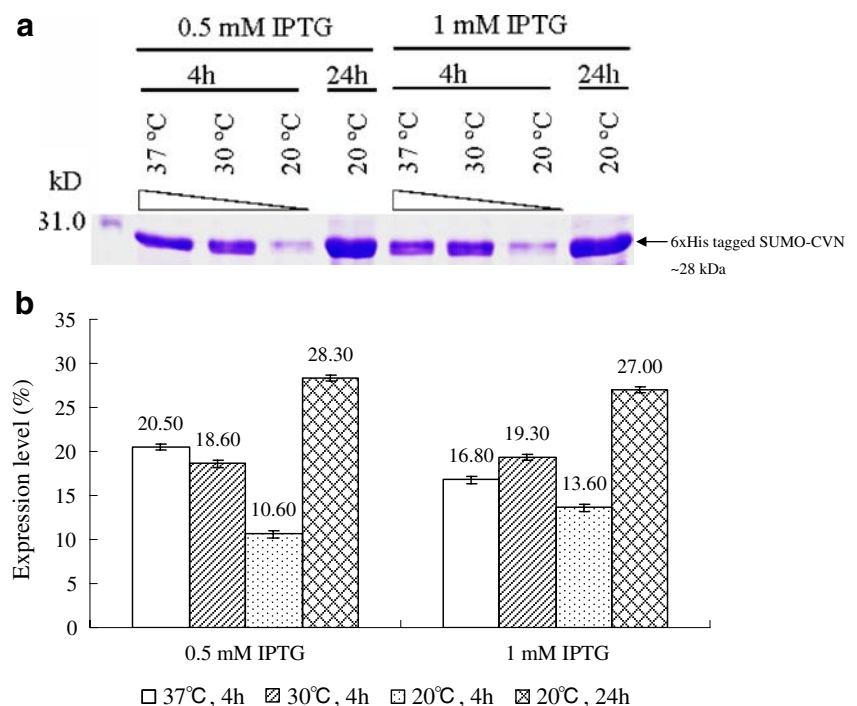 a
0.5 mM IPTG 1 mM IPTG
4h 24h 4h 24h
37 °C 30 °C 20 °C 20 °C 37 °C 30 °C 20 °C 20 °C
kD
31.0
6xHis tagged SUMO-CVN
~28 kDa
b
Expression level (%)
35
30
25
20
15
10
5
0
20.50 18.60 10.60 28.30 16.80 19.30 13.60 27.00
0.5 mM IPTG 1 mM IPTG
37℃, 4h 30℃, 4h 20℃, 4h 20℃, 24h